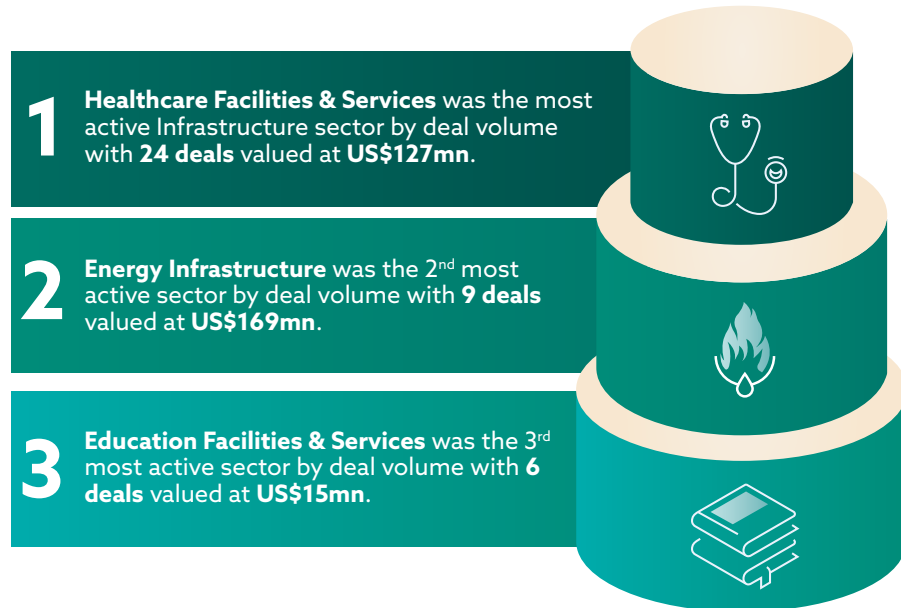 1
Healthcare Facilities & Services was the most
active Infrastructure sector by deal volume
with 24 deals valued at US$127mn.
2
Energy Infrastructure was the 2nd most
active sector by deal volume with 9 deals
valued at US$169mn.
3
Education Facilities & Services was the 3rd
most active sector by deal volume with 6
deals valued at US$15mn.